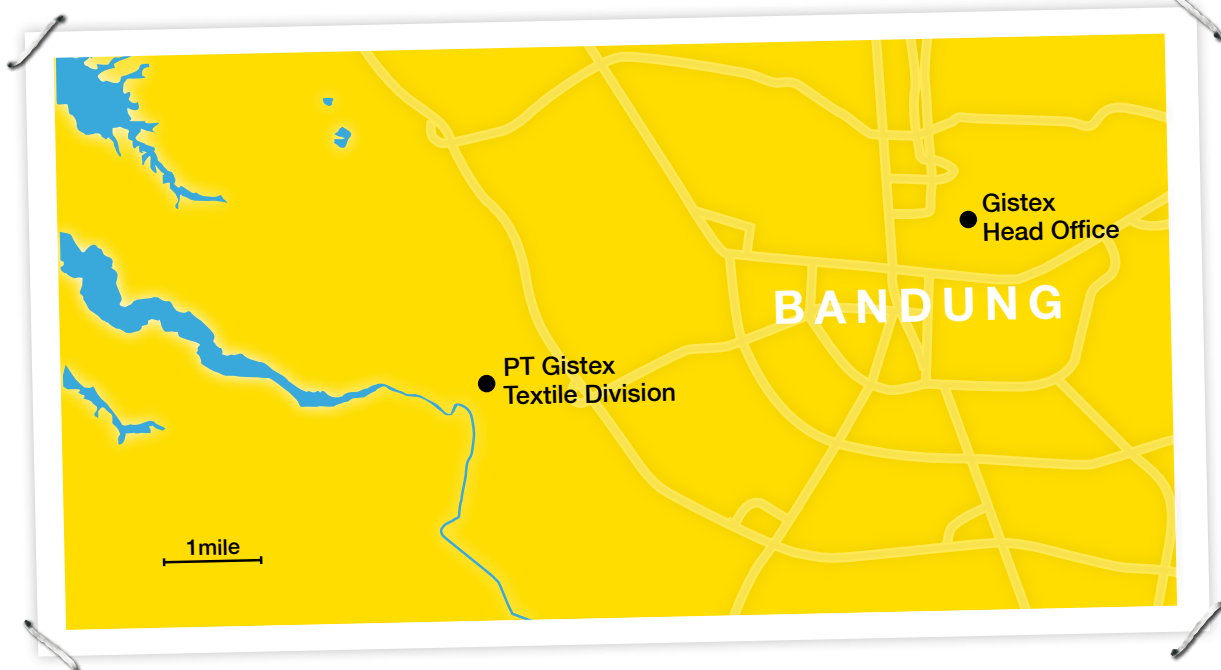 Gistex
Head Office
BANDUNG
PT Gistex
Textile Division
1mile